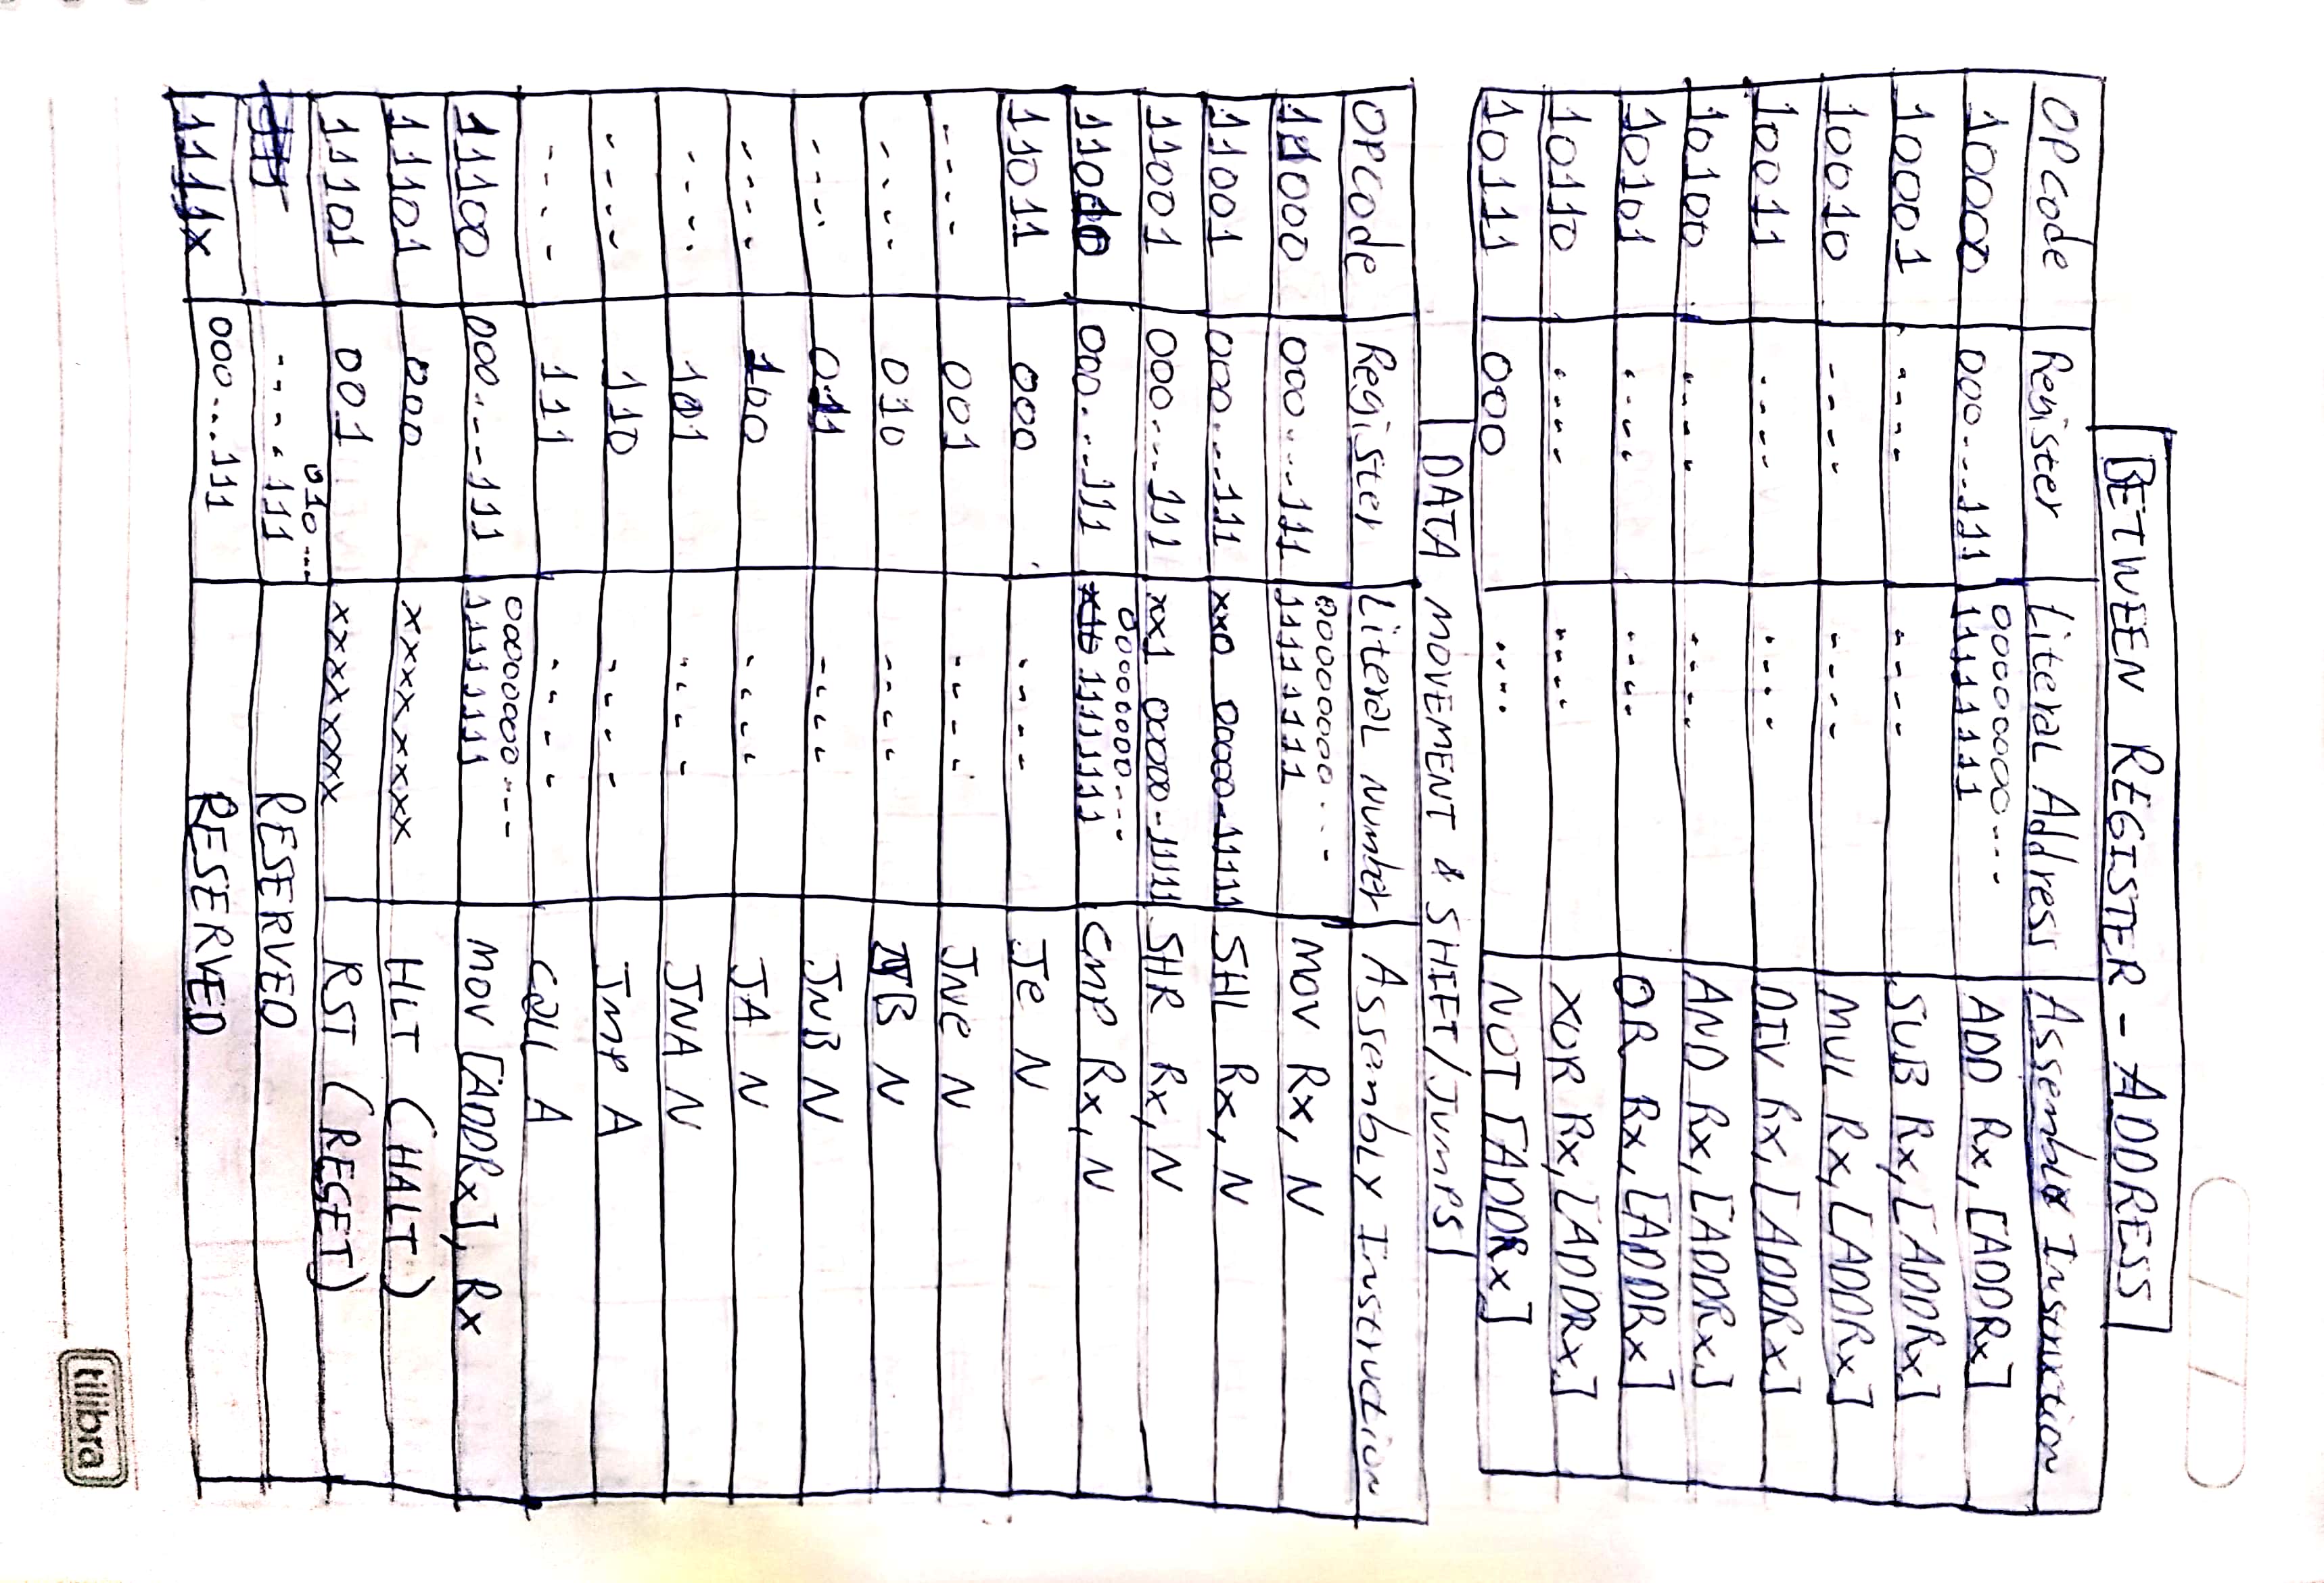 BETWEEN REGISTER - ADDRESS
OPcode Register Literal Address Assembly Instruction
10000 000...111 00000000--- 11111111 ADD Rx, [ADDRx]
10001 ---- ---- SUB Rx, [ADDRx]
10010 ---- ---- MUL Rx, [ADDRx]
10011 ---- ---- DIV Rx, [ADDRx]
10100 ---- ---- AND Rx, [ADDRx]
10101 ---- ---- OR Rx, [ADDRx]
10110 ---- ---- XOR Rx, [ADDRx]
10111 000 ---- NOT [ADDRx]
DATA MOVEMENT & SHIFT/JUMPS
OPcode Register Literal Number Assembly Instruction
11000 000...111 00000000--- 11111111 MOV Rx, N
11001 000...111 xx0 00000-11111 SHL Rx, N
11001 000...111 xx1 00000-11111 SHR Rx, N
11010 000...111 00000000--- 11111111 CMP Rx, N
11011 000 ---- Je N
---- 001 ---- JNe N
---- 010 ---- JB N
---- 011 ---- JNB N
---- 100 ---- JA N
---- 101 ---- JNA N
---- 110 ---- JMP A
---- 111 ---- CALL A
11100 000...111 00000000--- 11111111 MOV [ADDRx], Rx
11101 000 xxxxxxxx HLT (HALT)
11101 001 xxxxxxxx RST (RESET)
010... ----111 RESERVED
1111x 000...111 RESERVED
tilibra